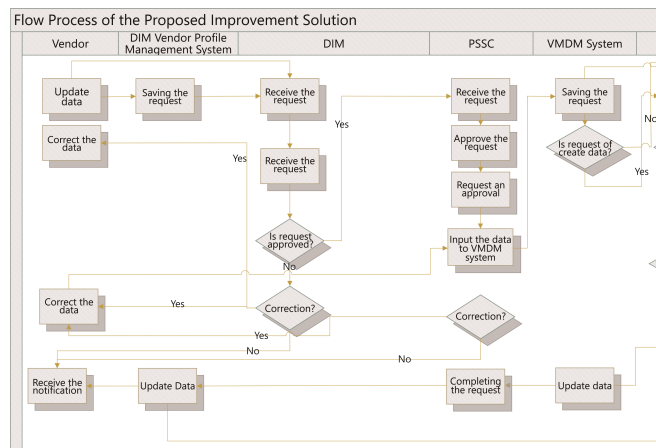 Flow Process of the Proposed Improvement Solution
Vendor
DIM Vendor Profile
Management System
DIM
PSSC
VMDM System
Update
data
Saving the
request
Receive the
request
Receive the
request
Saving the
request
Yes
No
Correct the
data
Approve the
request
Is request of
create data?
Yes
Receive the
request
Yes
Request an
approval
Is request
approved?
Input the data
to VMDM
system
No
Correct the
data
Yes
Correction?
Correction?
Yes
No
No
Receive the
notification
Update Data
Completing
the request
Update data